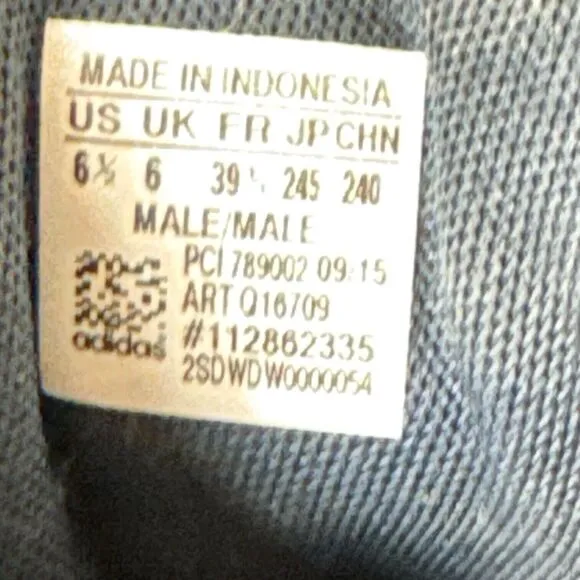 MADE IN INDONESIA
US UK FR JP CHN
6½ 6 39⅓ 245 240
MALE/MALE
PCI 789002 09.15
ART Q16709
#112862335
adidas
2SDWDW0000054